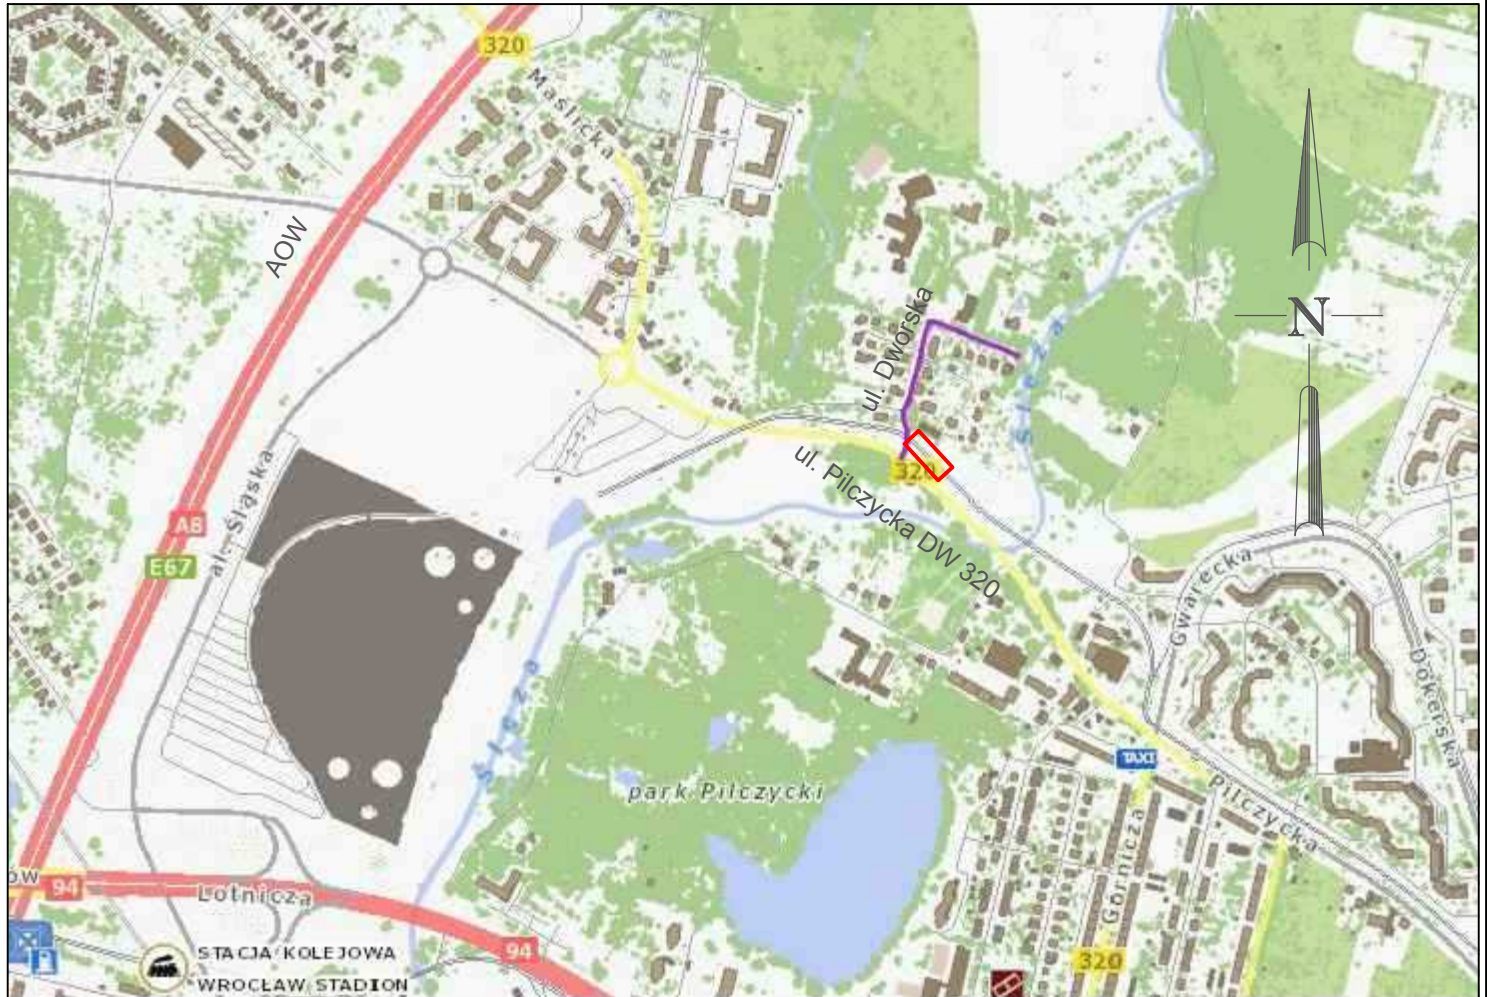 320
Maślicka
AOW
N
ul. Dworska
Ślęza
320
ul. Pilczycka DW 320
al. Śląska
A8
E67
Gwarecka
Dokerska
Ślęza
TAXI
park Pilczycki
Pilczycka
Górnicza
ów
94
Lotnicza
94
320
STACJA KOLEJOWA
WROCŁAW STADION